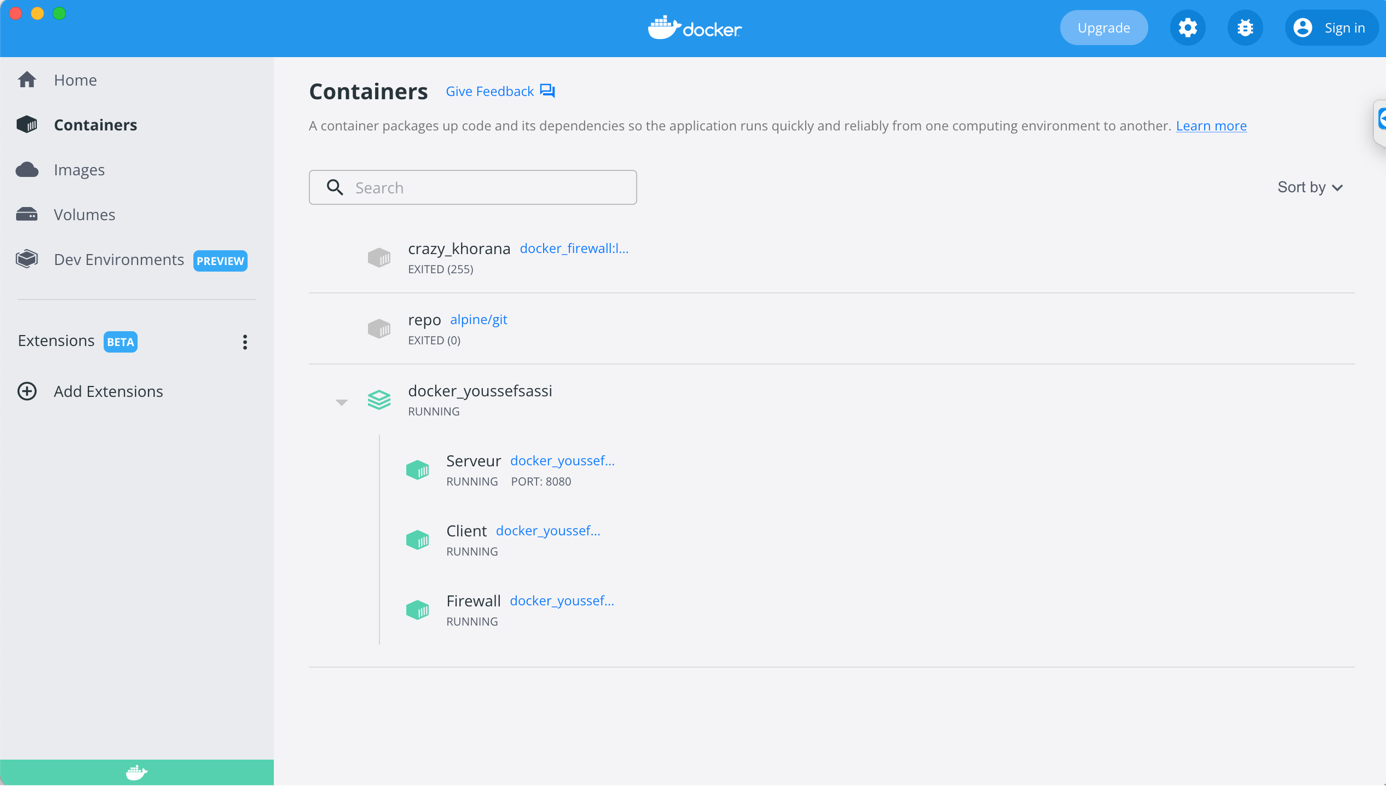 docker
Upgrade
Sign in
Home
Containers
Images
Volumes
Dev Environments PREVIEW
Extensions BETA
Add Extensions
Containers Give Feedback
A container packages up code and its dependencies so the application runs quickly and reliably from one computing environment to another. Learn more
Search
Sort by
crazy_khorana docker_firewall:l...
EXITED (255)
repo alpine/git
EXITED (0)
docker_youssefsassi
RUNNING
Serveur docker_youssef...
RUNNING PORT: 8080
Client docker_youssef...
RUNNING
Firewall docker_youssef...
RUNNING